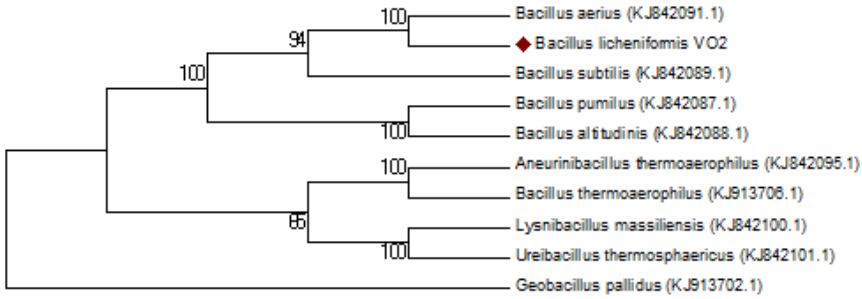 100
Bacillus aerius (KJ842091.1)
94
Bacillus licheniformis VO2
100
Bacillus subtilis (KJ842089.1)
Bacillus pumilus (KJ842087.1)
100
Bacillus altitudinis (KJ842088.1)
100
Aneurinibacillus thermoaerophilus (KJ842095.1)
Bacillus thermoaerophilus (KJ913706.1)
65
Lysnibacillus massiliensis (KJ842100.1)
100
Ureibacillus thermosphaericus (KJ842101.1)
Geobacillus pallidus (KJ913702.1)